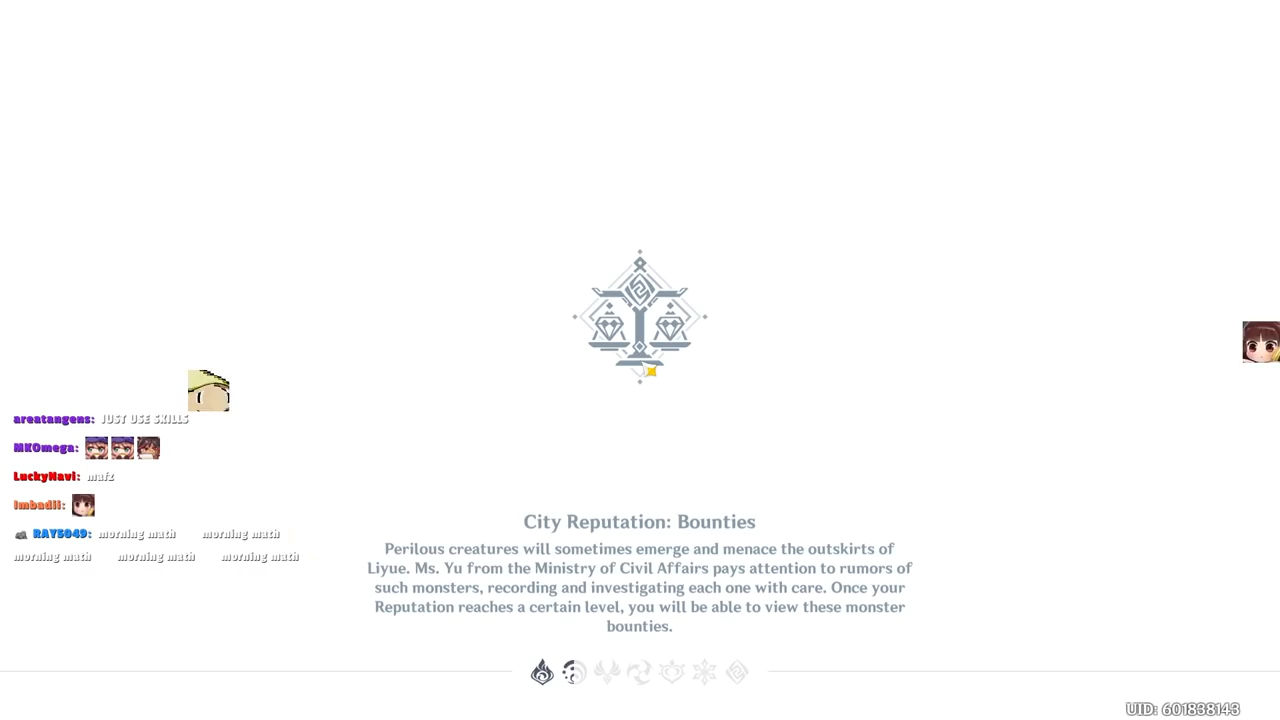 areatangens: JUST USE SKILLS
MKOmega:
LuckyNavi: mafz
Imbadii:
RAY5049: morning math morning math
morning math morning math morning math
City Reputation: Bounties
Perilous creatures will sometimes emerge and menace the outskirts of
Liyue. Ms. Yu from the Ministry of Civil Affairs pays attention to rumors of
such monsters, recording and investigating each one with care. Once your
Reputation reaches a certain level, you will be able to view these monster
bounties.
UID: 601838143